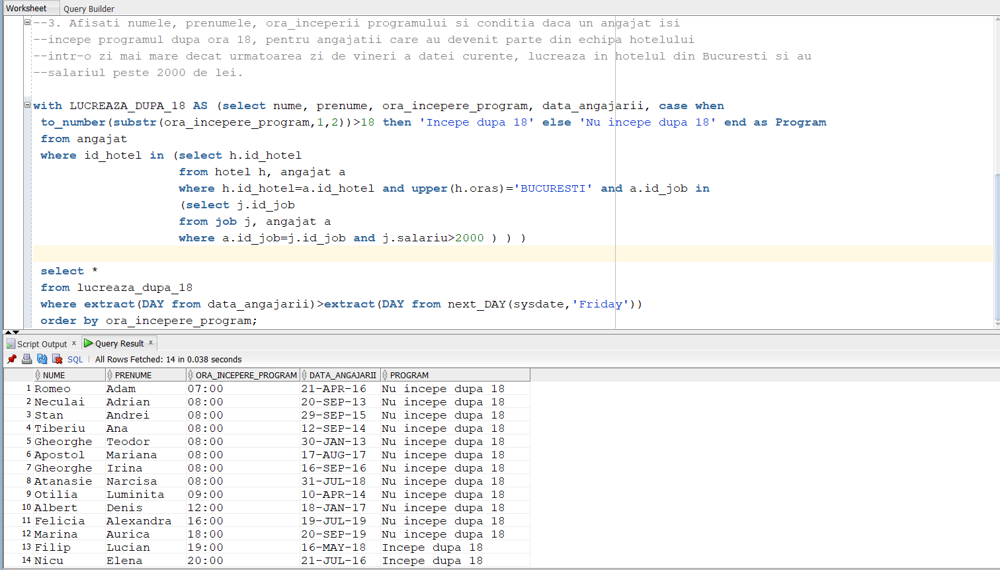 Worksheet Query Builder
--3. Afisati numele, prenumele, ora_inceperii programului si conditia daca un angajat isi
--incepe programul dupa ora 18, pentru angajatii care au devenit parte din echipa hotelului
--intr-o zi mai mare decat urmatoarea zi de vineri a datei curente, lucreaza in hotelul din Bucuresti si au
--salariul peste 2000 de lei.
with LUCREAZA_DUPA_18 AS (select nume, prenume, ora_incepere_program, data_angajarii, case when
to_number(substr(ora_incepere_program,1,2))>18 then 'Incepe dupa 18' else 'Nu incepe dupa 18' end as Program
from angajat
where id_hotel in (select h.id_hotel
from hotel h, angajat a
where h.id_hotel=a.id_hotel and upper(h.oras)='BUCURESTI' and a.id_job in
(select j.id_job
from job j, angajat a
where a.id_job=j.id_job and j.salariu>2000 ) ) )
select *
from lucreaza_dupa_18
where extract(DAY from data_angajarii)>extract(DAY from next_DAY(sysdate,'Friday'))
order by ora_incepere_program;
Script Output x Query Result x
SQL | All Rows Fetched: 14 in 0.038 seconds
NUME PRENUME ORA_INCEPERE_PROGRAM DATA_ANGAJARII PROGRAM
1 Romeo Adam 07:00 21-APR-16 Nu incepe dupa 18
2 Neculai Adrian 08:00 20-SEP-13 Nu incepe dupa 18
3 Stan Andrei 08:00 29-SEP-15 Nu incepe dupa 18
4 Tiberiu Ana 08:00 12-SEP-14 Nu incepe dupa 18
5 Gheorghe Teodor 08:00 30-JAN-13 Nu incepe dupa 18
6 Apostol Mariana 08:00 17-AUG-17 Nu incepe dupa 18
7 Gheorghe Irina 08:00 16-SEP-16 Nu incepe dupa 18
8 Atanasie Narcisa 08:00 31-JUL-18 Nu incepe dupa 18
9 Otilia Luminita 09:00 10-APR-14 Nu incepe dupa 18
10 Albert Denis 12:00 18-JAN-17 Nu incepe dupa 18
11 Felicia Alexandra 16:00 19-JUL-19 Nu incepe dupa 18
12 Marina Aurica 18:00 20-SEP-19 Nu incepe dupa 18
13 Filip Lucian 19:00 16-MAY-18 Incepe dupa 18
14 Nicu Elena 20:00 21-JUL-16 Incepe dupa 18